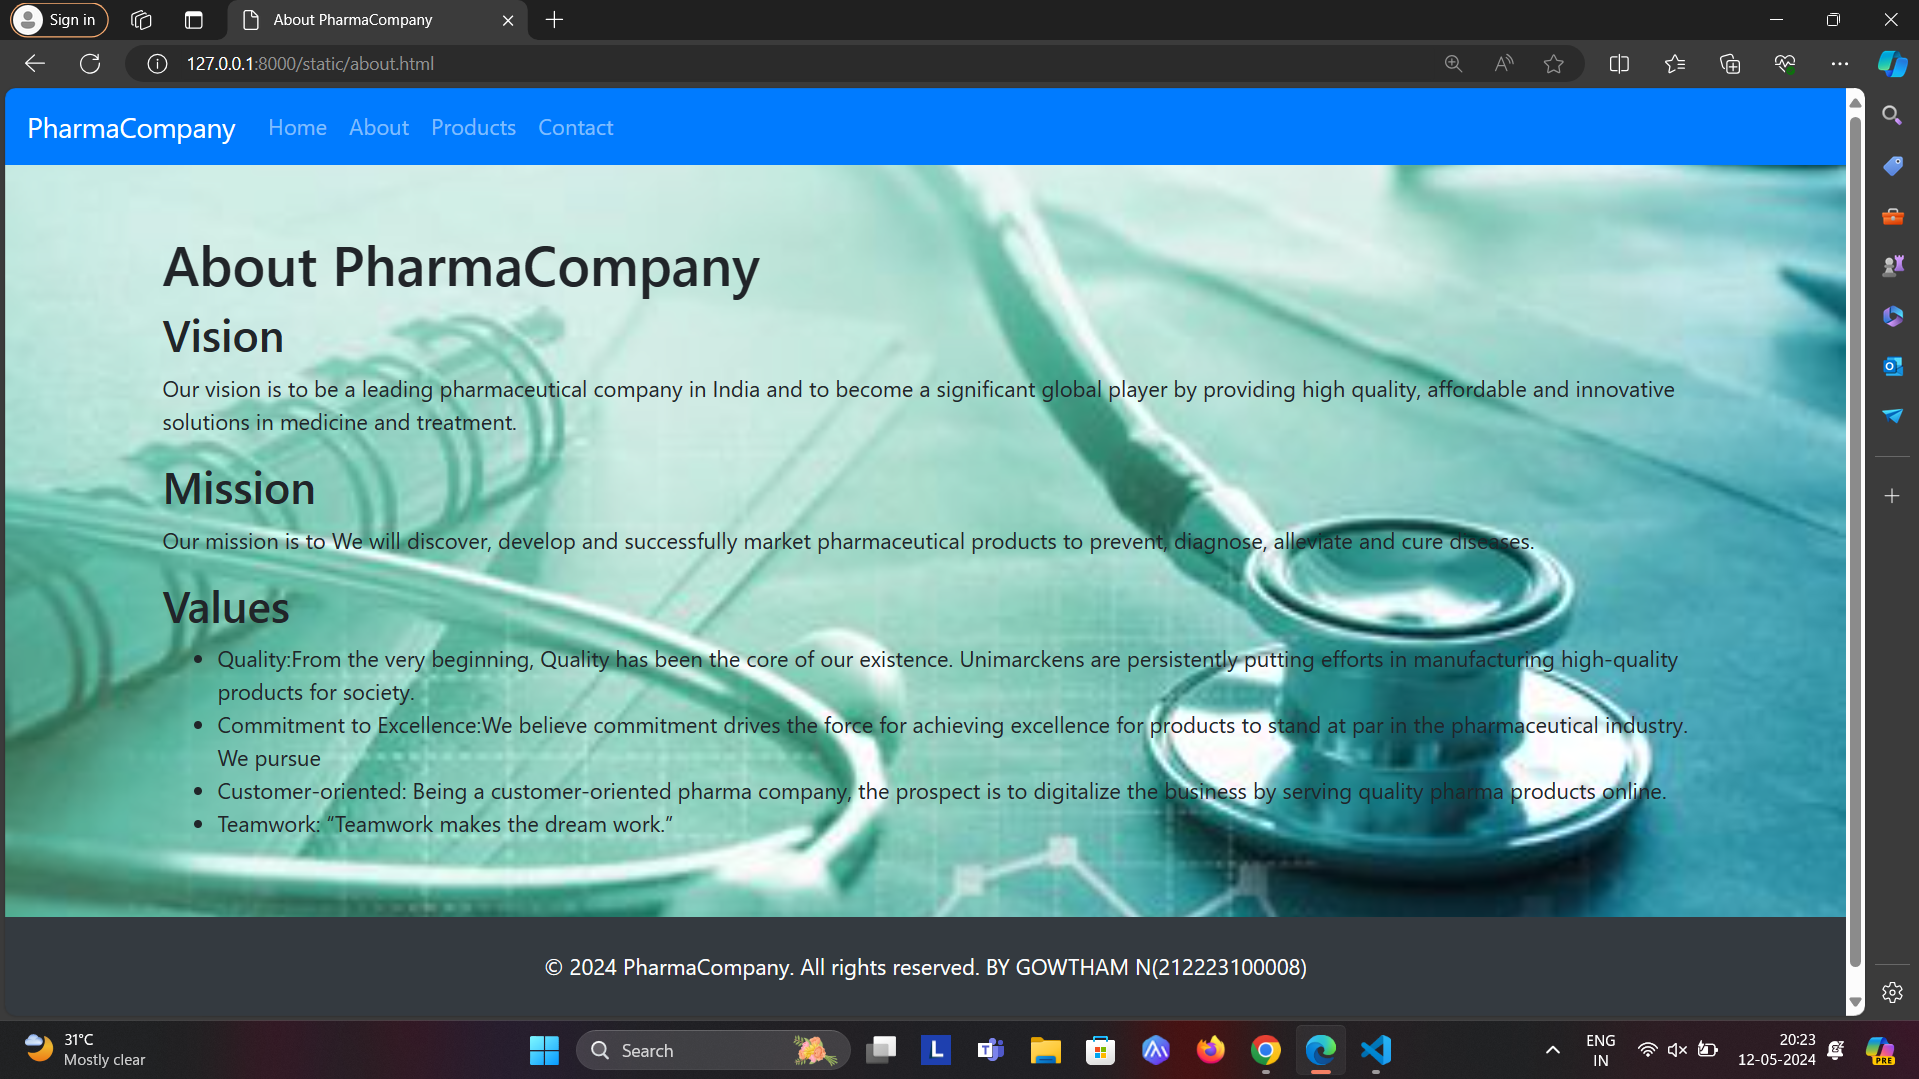 Sign in
About PharmaCompany
127.0.0.1:8000/static/about.html
PharmaCompany Home About Products Contact
About PharmaCompany
Vision
Our vision is to be a leading pharmaceutical company in India and to become a significant global player by providing high quality, affordable and innovative
solutions in medicine and treatment.
Mission
Our mission is to We will discover, develop and successfully market pharmaceutical products to prevent, diagnose, alleviate and cure diseases.
Values
• Quality:From the very beginning, Quality has been the core of our existence. Unimarckens are persistently putting efforts in manufacturing high-quality
products for society.
• Commitment to Excellence:We believe commitment drives the force for achieving excellence for products to stand at par in the pharmaceutical industry.
We pursue
• Customer-oriented: Being a customer-oriented pharma company, the prospect is to digitalize the business by serving quality pharma products online.
• Teamwork: “Teamwork makes the dream work.”
© 2024 PharmaCompany. All rights reserved. BY GOWTHAM N(212223100008)
31°C
Mostly clear
Search
L
ENG
IN
20:23
12-05-2024
PRE